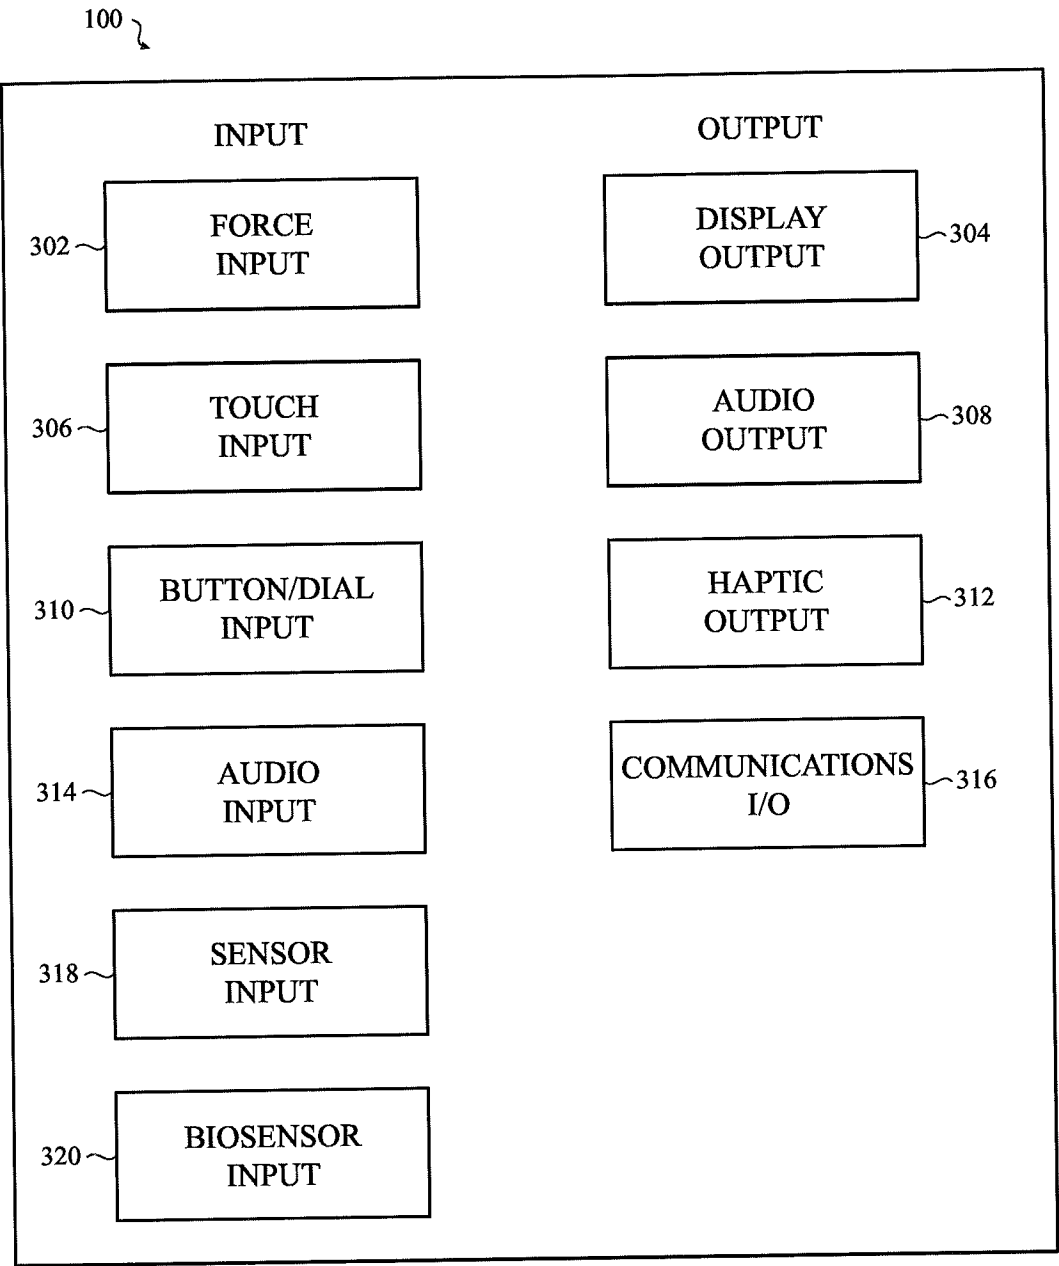 100
INPUT
OUTPUT
302
FORCE
INPUT
DISPLAY
OUTPUT
304
306
TOUCH
INPUT
AUDIO
OUTPUT
308
310
BUTTON/DIAL
INPUT
HAPTIC
OUTPUT
312
314
AUDIO
INPUT
COMMUNICATIONS
I/O
316
318
SENSOR
INPUT
320
BIOSENSOR
INPUT